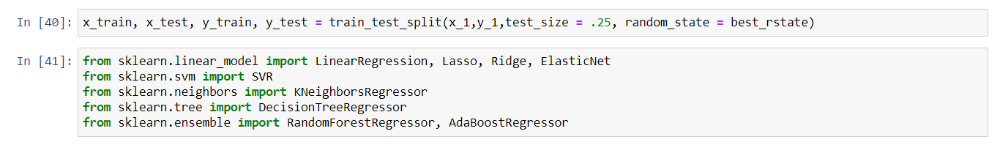 In [40]: x_train, x_test, y_train, y_test = train_test_split(x_1,y_1,test_size = .25, random_state = best_rstate)
In [41]: from sklearn.linear_model import LinearRegression, Lasso, Ridge, ElasticNet
from sklearn.svm import SVR
from sklearn.neighbors import KNeighborsRegressor
from sklearn.tree import DecisionTreeRegressor
from sklearn.ensemble import RandomForestRegressor, AdaBoostRegressor